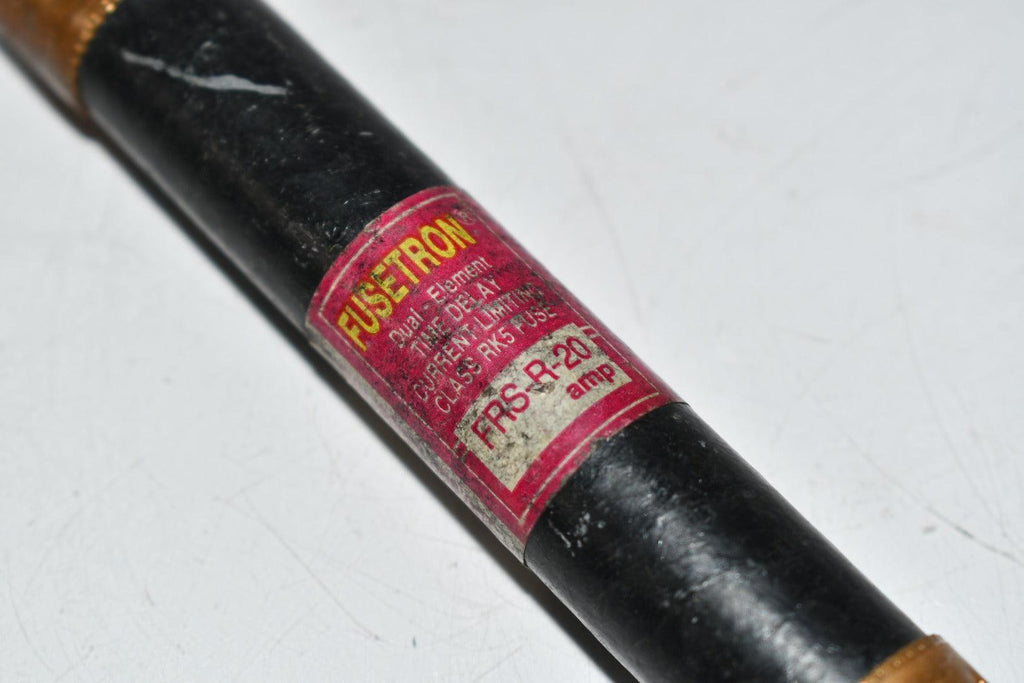 FUSETRON®
Dual-Element
TIME DELAY
CURRENT-LIMITING
CLASS RK5 FUSE
FRS-R-20
amp